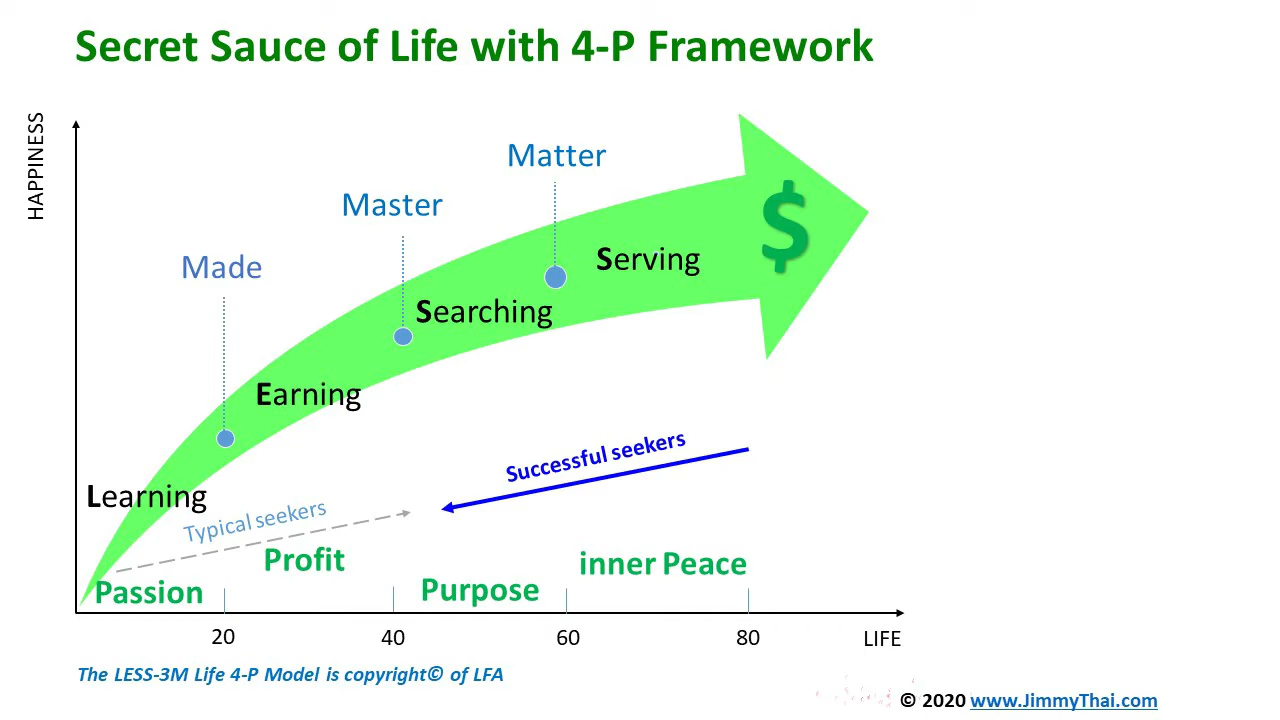 Secret Sauce of Life with 4-P Framework
HAPPINESS
Matter
Master
Made
$
Serving
Searching
Earning
Learning
Successful seekers
Typical seekers
Passion
Profit
Purpose
inner Peace
20
40
60
80
LIFE
The LESS-3M Life 4-P Model is copyright© of LFA
© 2020 www.JimmyThai.com